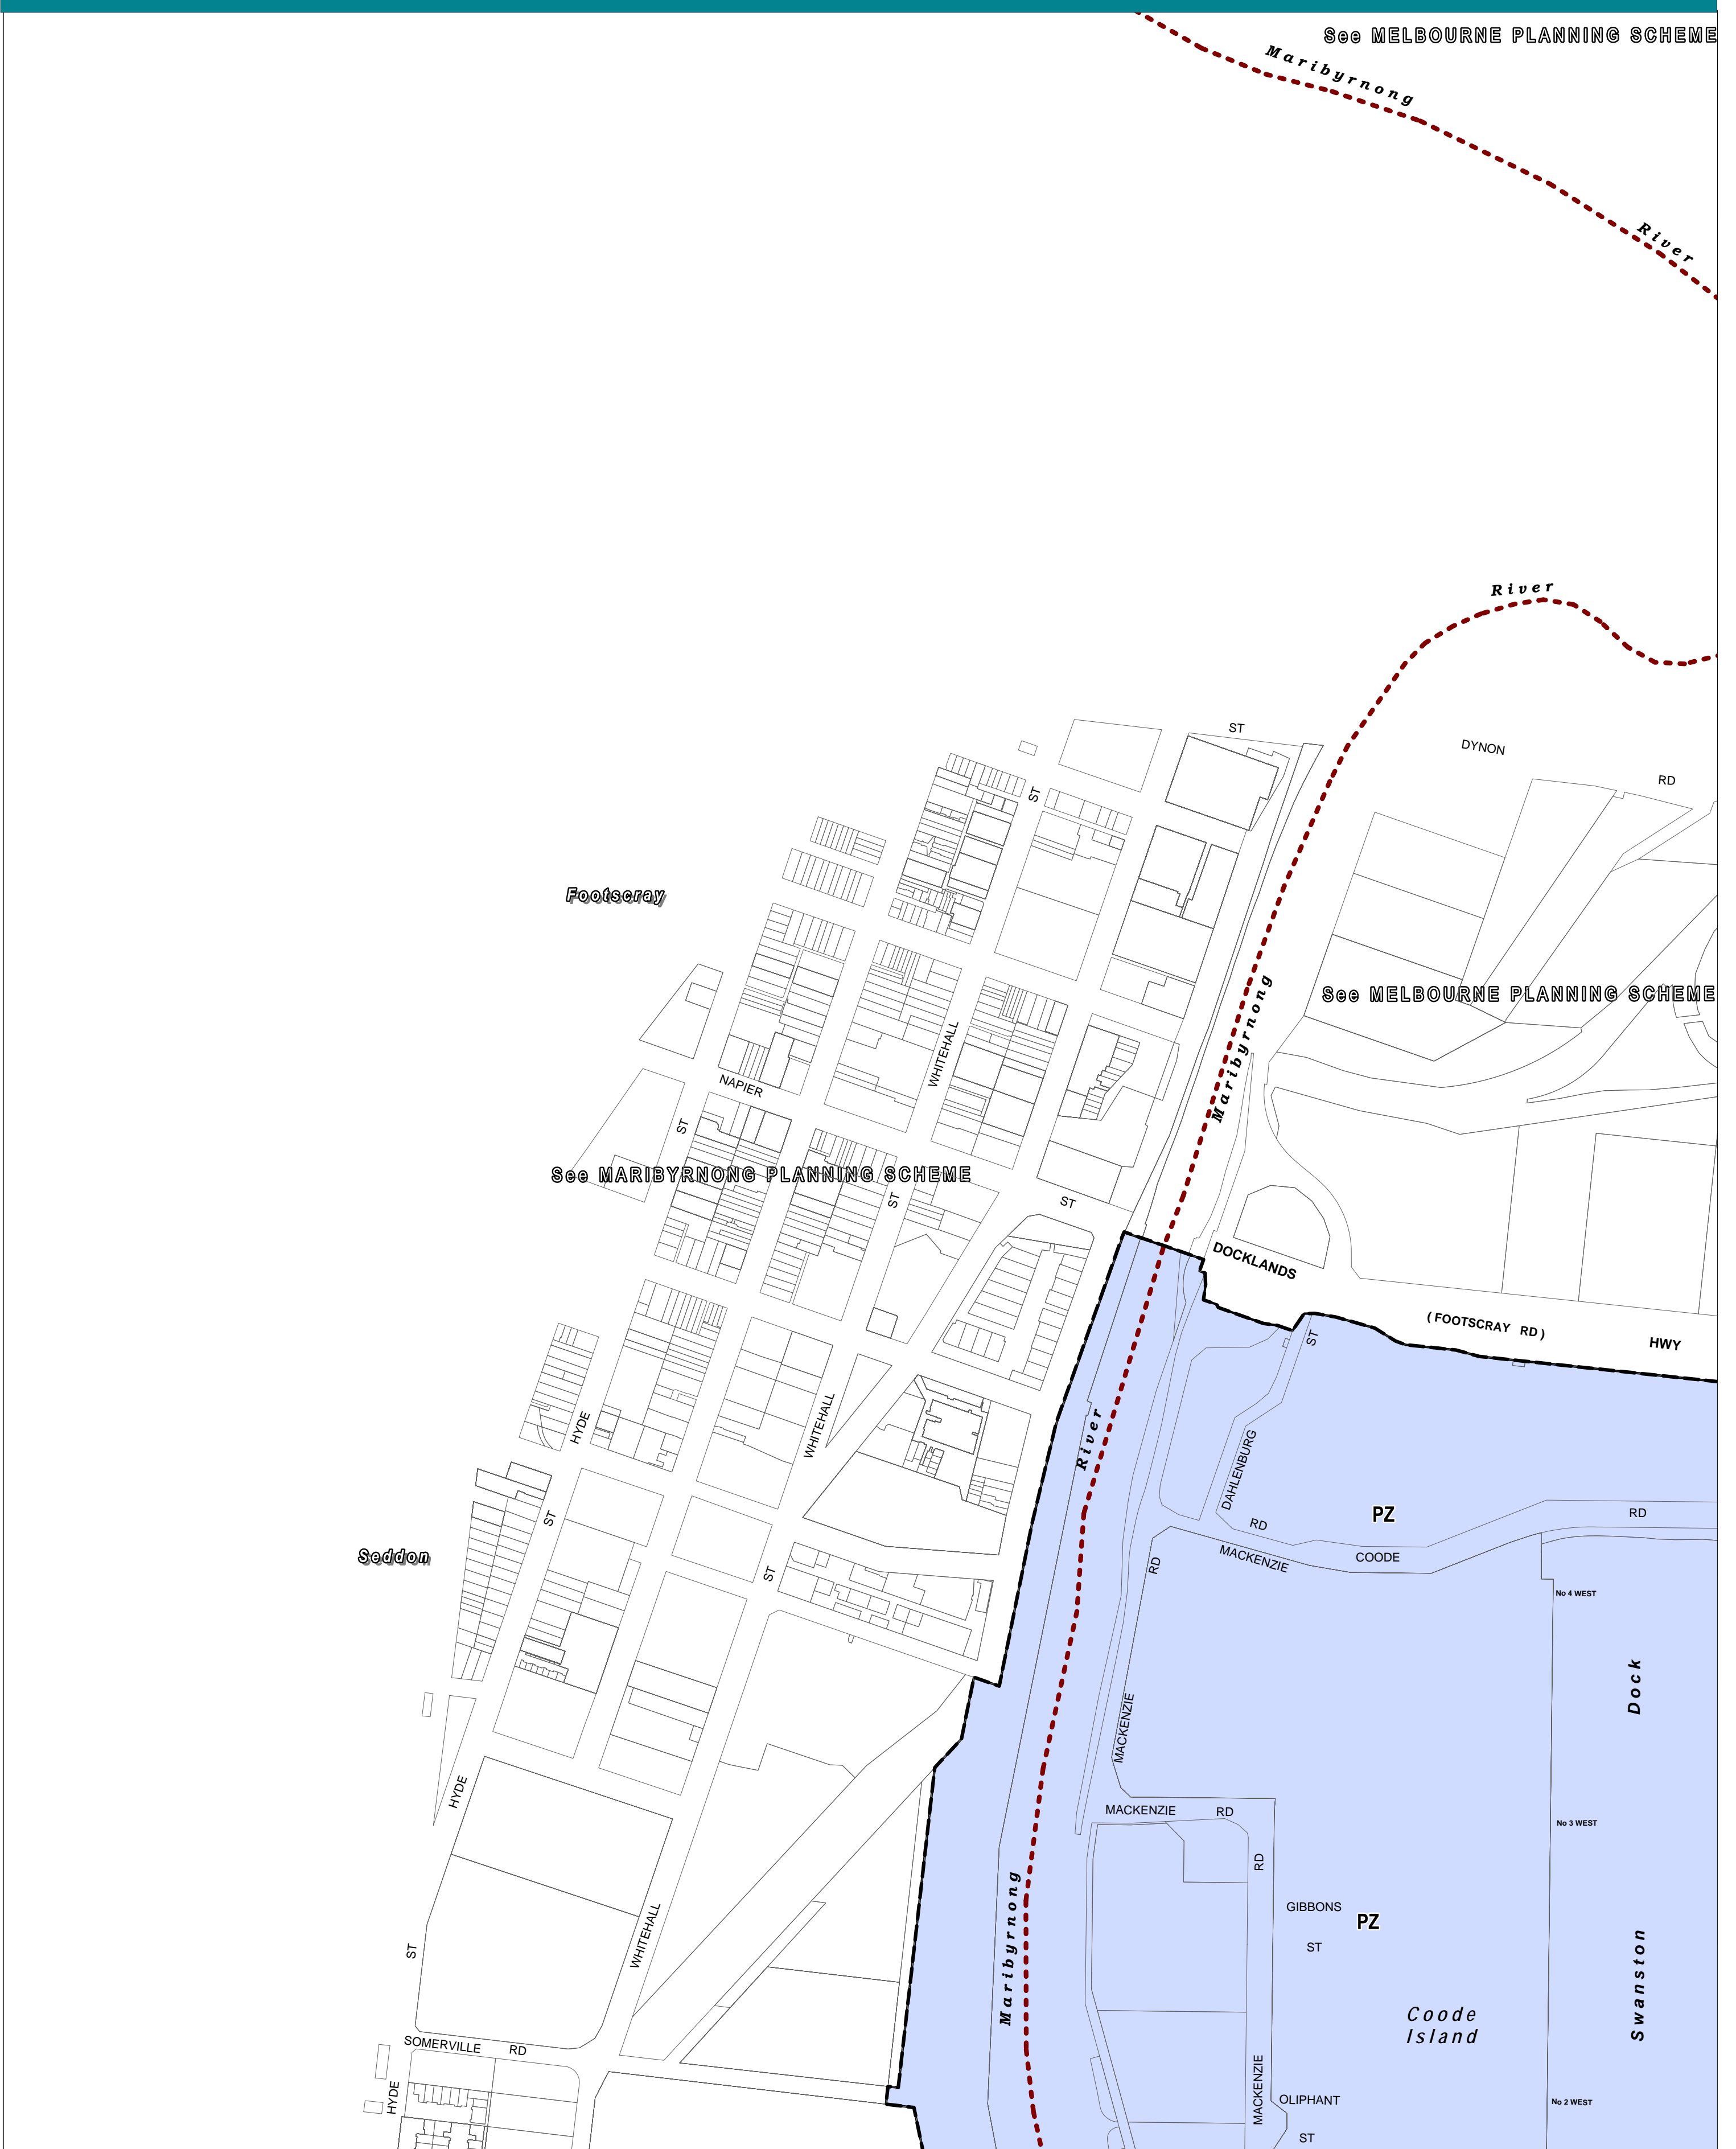 See MELBOURNE PLANNING SCHEME
Maribyrnong
River
River
ST
DYNON
RD
ST
Footscray
See MELBOURNE PLANNING SCHEME
Maribyrnong
WHITEHALL
NAPIER
ST
See MARIBYRNONG PLANNING SCHEME
ST
ST
DOCKLANDS
(FOOTSCRAY RD)
HWY
ST
HYDE
WHITEHALL
River
DAHLENBURG
PZ
ST
RD
RD
Seddon
MACKENZIE
COODE
RD
ST
No 4 WEST
Dock
MACKENZIE
HYDE
MACKENZIE
RD
No 3 WEST
RD
Maribyrnong
GIBBONS
PZ
ST
WHITEHALL
ST
Swanston
Coode
Island
SOMERVILLE
RD
HYDE
MACKENZIE
OLIPHANT
No 2 WEST
ST